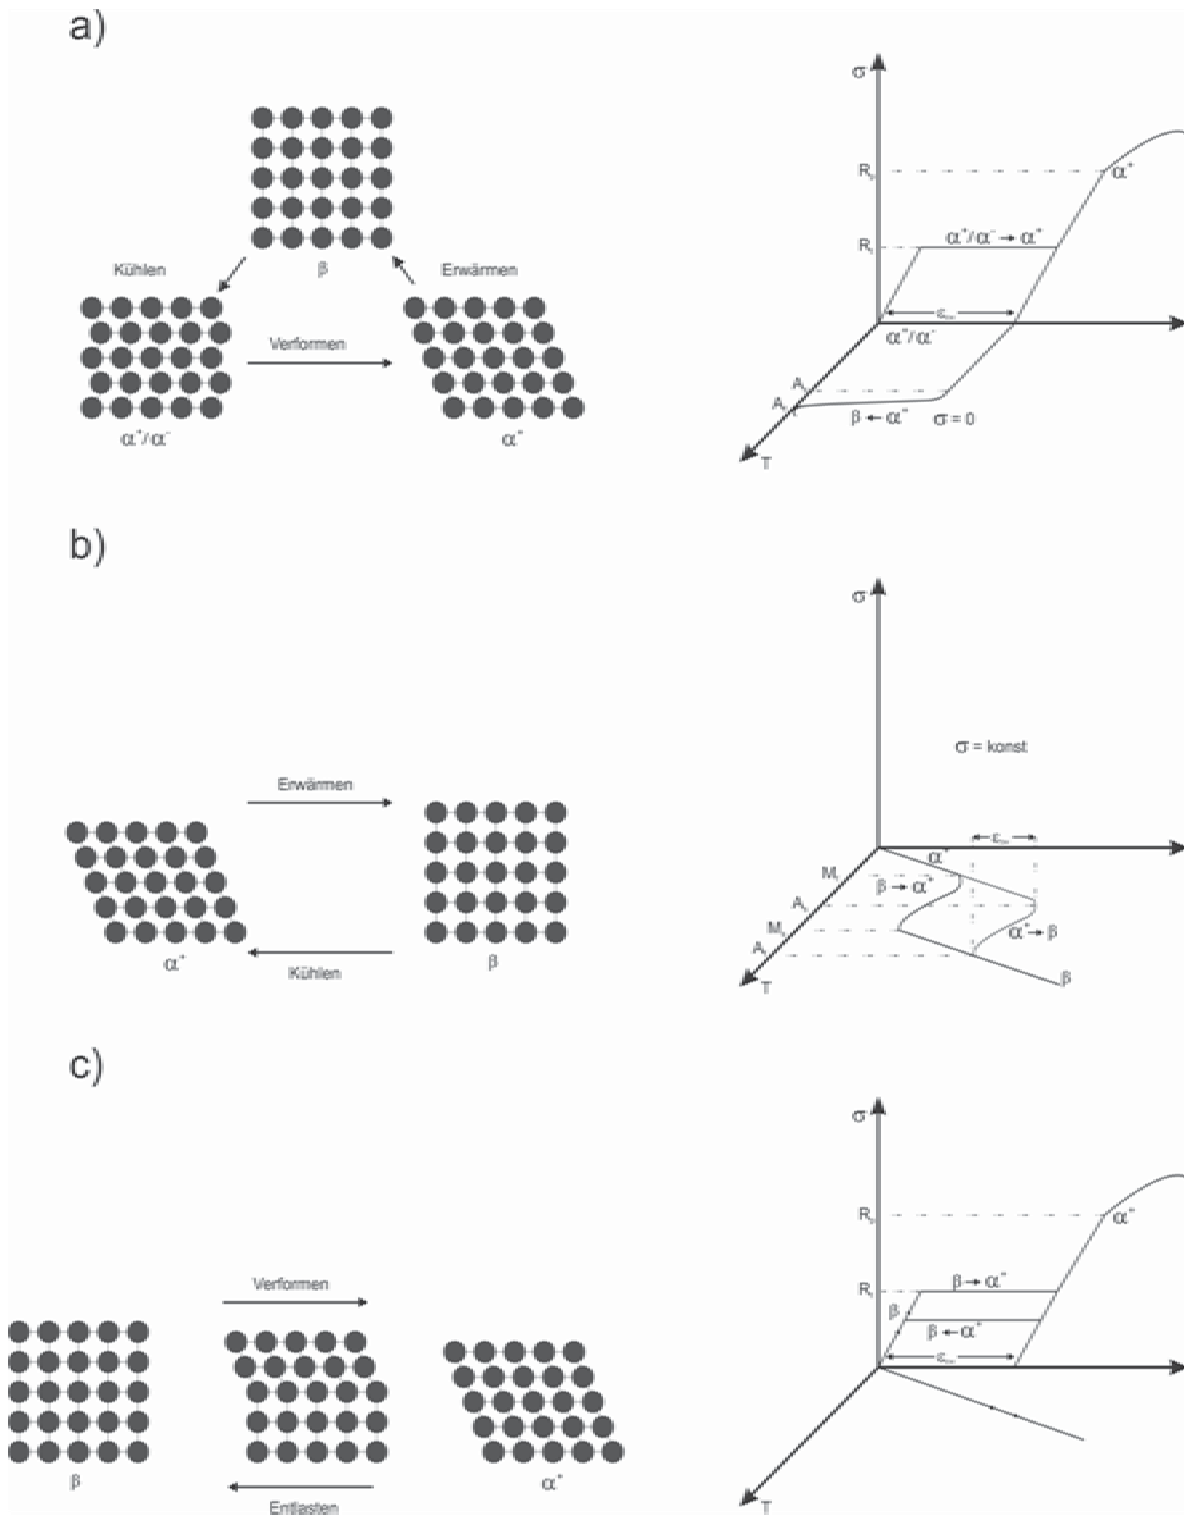 a)
σ
R
α⁺
Kühlen
β
Erwärmen
R
α⁺/α⁻ → α⁺
Verformen
α⁺/α⁻
α⁺
α⁺/α⁻
A
A
β ← α⁺
σ = 0
T
b)
σ
σ = konst
Erwärmen
α⁺
M
β → α⁺
A
M
α⁺ → β
A
α⁺
Kühlen
β
T
β
c)
σ
R
α⁺
Verformen
R
β → α⁺
β
β ← α⁺
β
Entlasten
α⁺
T